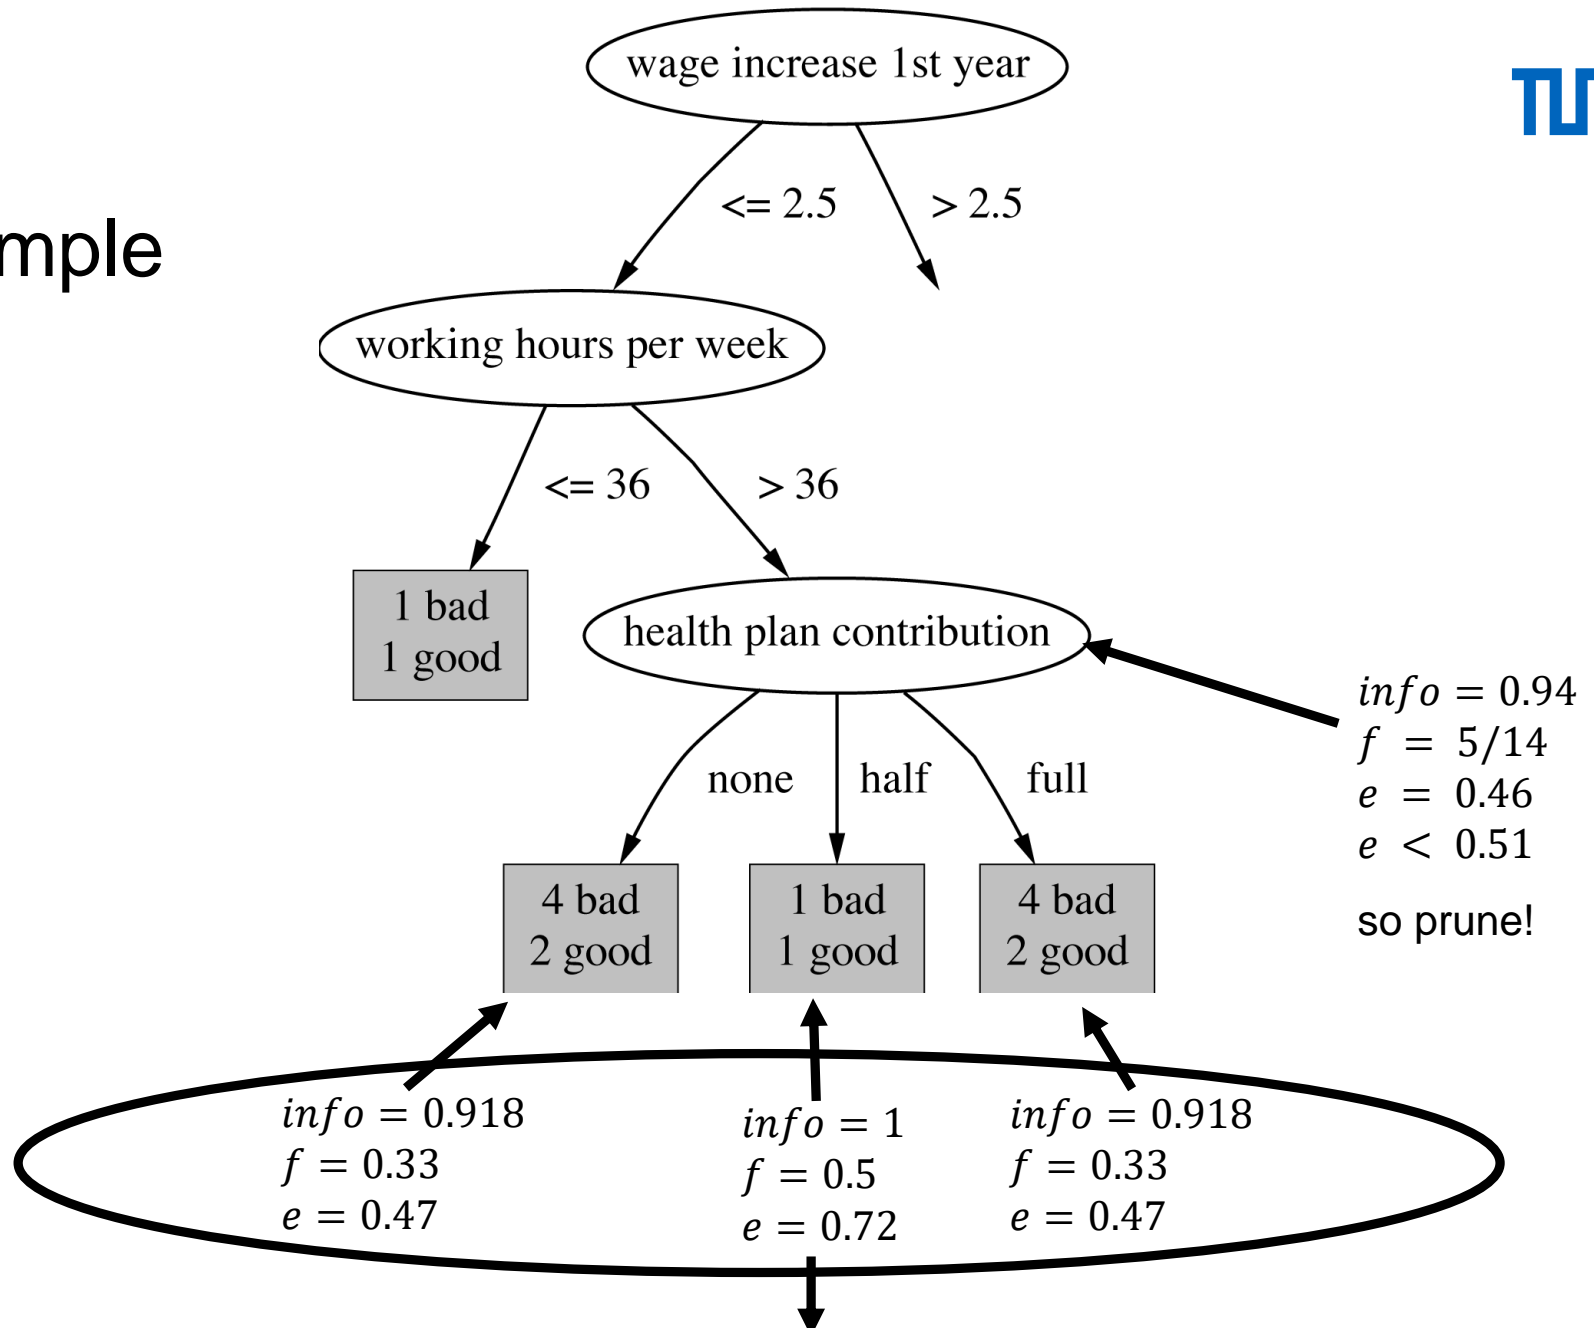 wage increase 1st year
TU
mple
<= 2.5
> 2.5
working hours per week
<= 36
> 36
1 bad
1 good
health plan contribution
info = 0.94
f = 5/14
e = 0.46
e < 0.51
so prune!
none
half
full
4 bad
2 good
1 bad
1 good
4 bad
2 good
info = 0.918
f = 0.33
e = 0.47
info = 1
f = 0.5
e = 0.72
info = 0.918
f = 0.33
e = 0.47